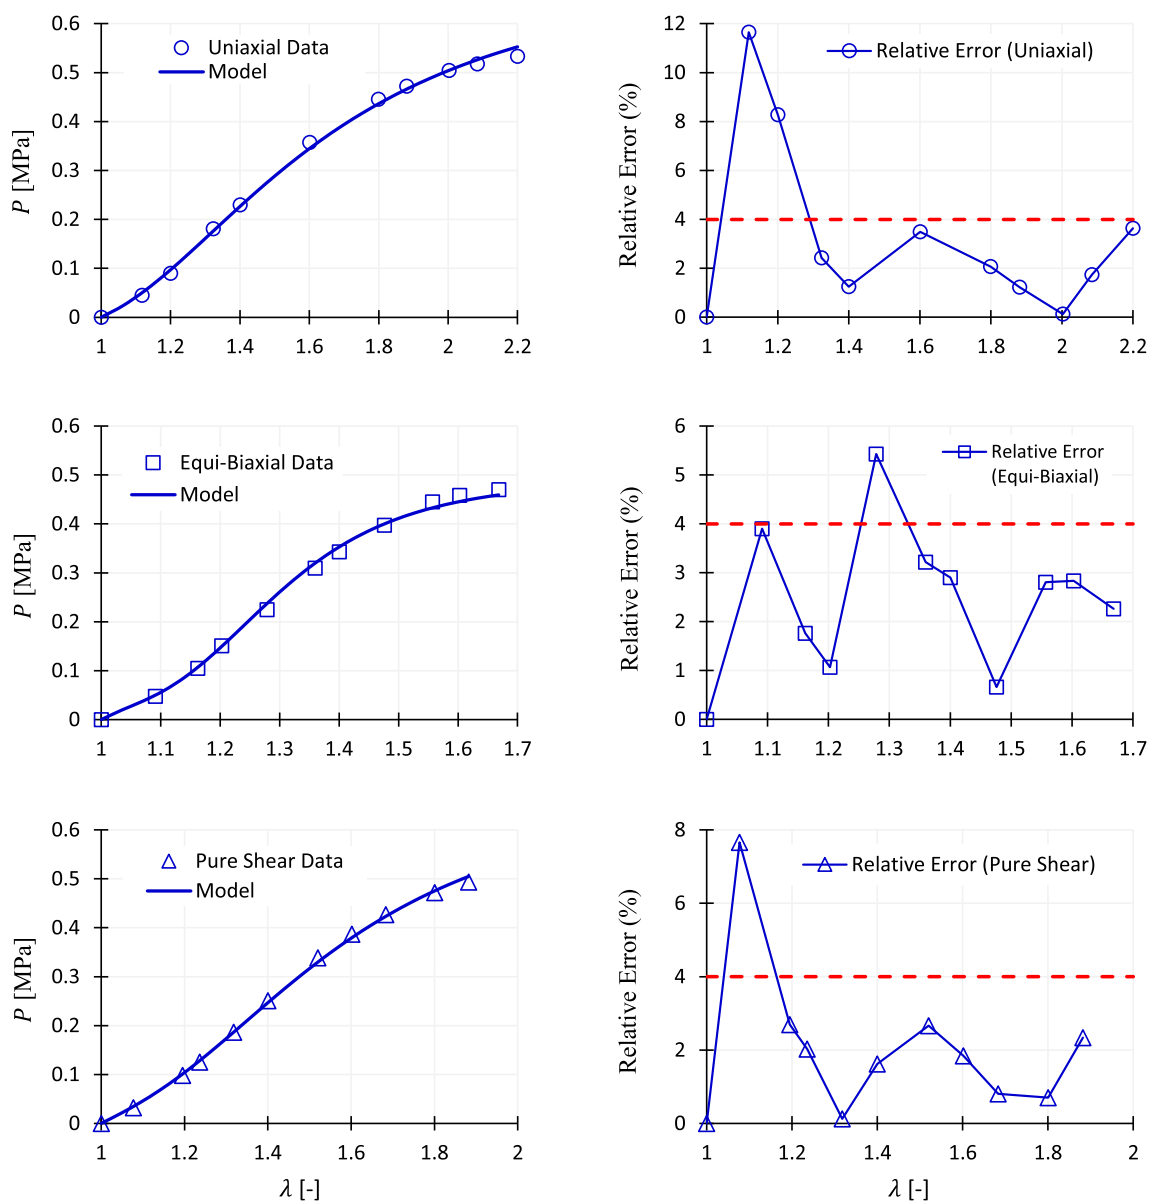 0.6
0.5
0.4
0.3
0.2
0.1
0
P [MPa]
Uniaxial Data
Model
1 1.2 1.4 1.6 1.8 2 2.2
12
10
8
6
4
2
0
Relative Error (%)
Relative Error (Uniaxial)
1 1.2 1.4 1.6 1.8 2 2.2
0.6
0.5
0.4
0.3
0.2
0.1
0
P [MPa]
Equi-Biaxial Data
Model
1 1.1 1.2 1.3 1.4 1.5 1.6 1.7
6
5
4
3
2
1
0
Relative Error (%)
Relative Error
(Equi-Biaxial)
1 1.1 1.2 1.3 1.4 1.5 1.6 1.7
0.6
0.5
0.4
0.3
0.2
0.1
0
P [MPa]
Pure Shear Data
Model
1 1.2 1.4 1.6 1.8 2
λ [-]
8
6
4
2
0
Relative Error (%)
Relative Error (Pure Shear)
1 1.2 1.4 1.6 1.8 2
λ [-]